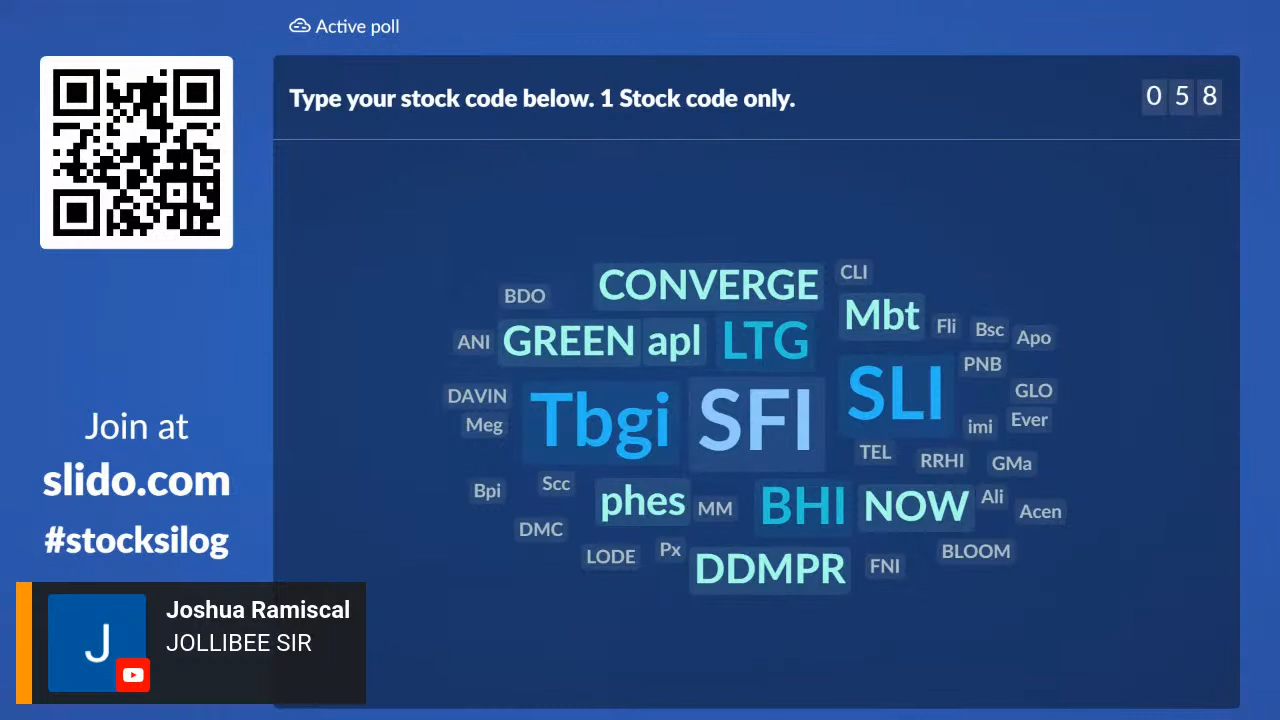 Active poll
Type your stock code below. 1 Stock code only.
0 5 8
CONVERGE
CLI
BDO
Mbt
Fli
Bsc
Apo
ANI
GREEN
apl
LTG
PNB
DAVIN
Tbgi
SFI
SLI
GLO
Meg
imi
Ever
TEL
RRHI
GMa
Bpi
Scc
phes
MM
BHI
NOW
Ali
Acen
DMC
LODE
Px
DDMPR
FNI
BLOOM
Join at
slido.com
#stocksilog
J
Joshua Ramiscal
JOLLIBEE SIR